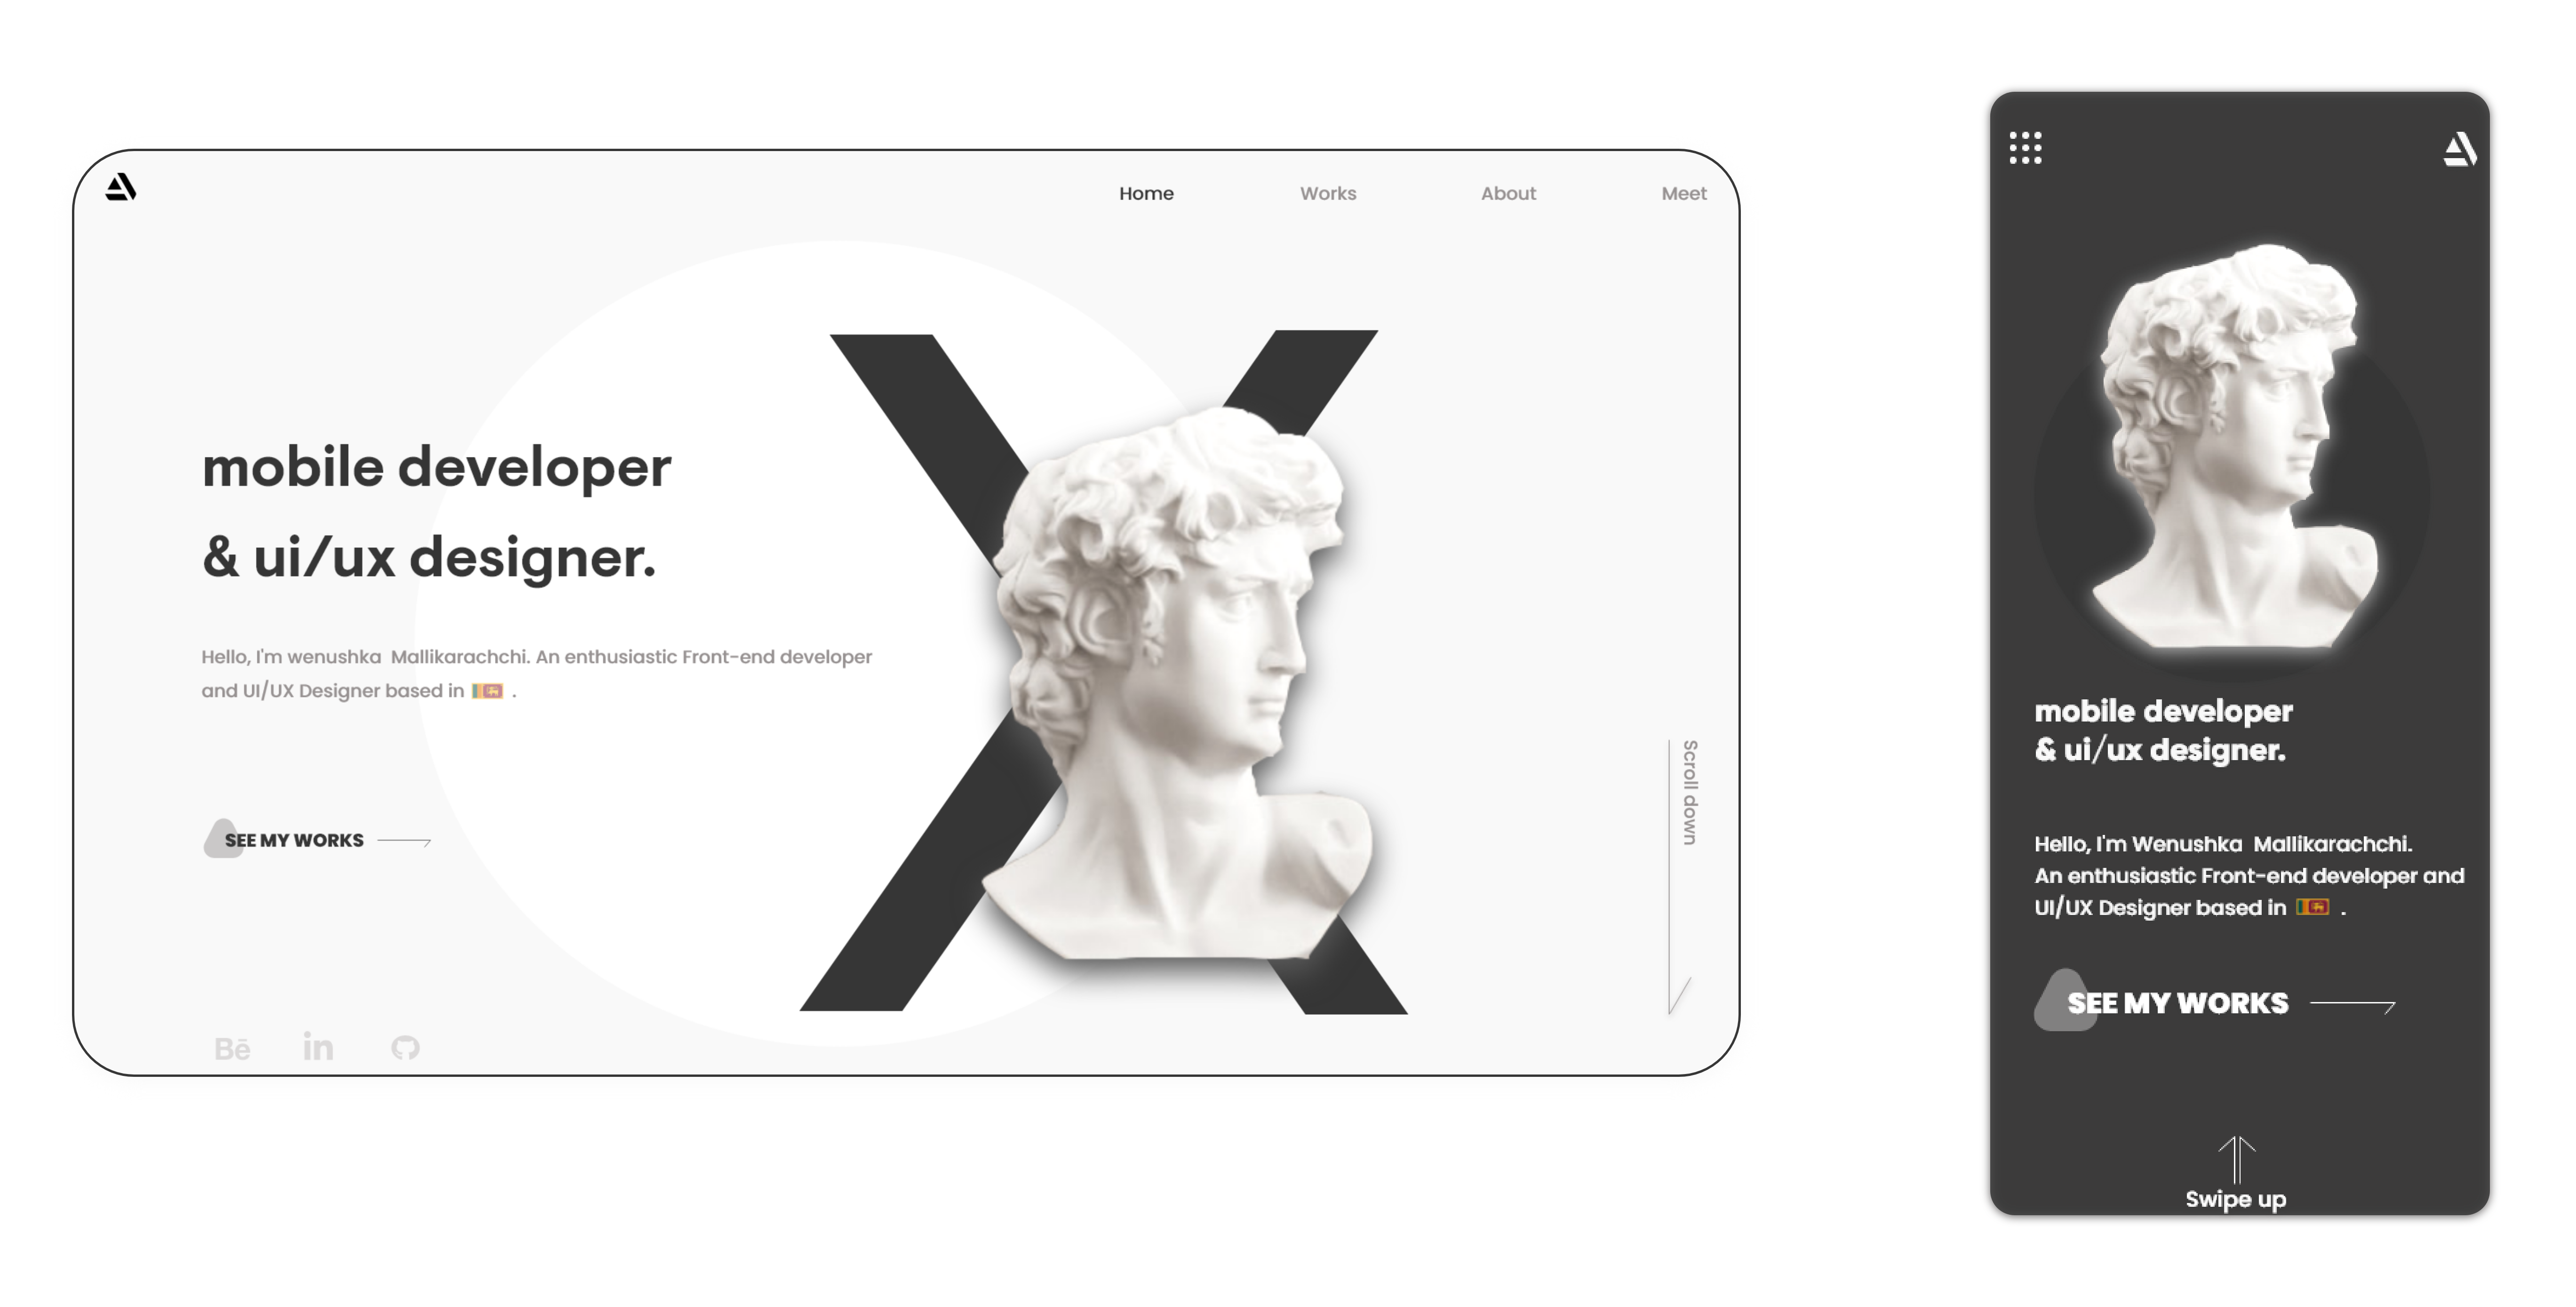 Home Works About Meet
mobile developer
& ui/ux designer.
Hello, I'm wenushka Mallikarachchi. An enthusiastic Front-end developer
and UI/UX Designer based in 🇱🇰 .
SEE MY WORKS
Scroll down
Bē in
mobile developer
& ui/ux designer.
Hello, I'm Wenushka Mallikarachchi.
An enthusiastic Front-end developer and
UI/UX Designer based in 🇱🇰 .
SEE MY WORKS
Swipe up